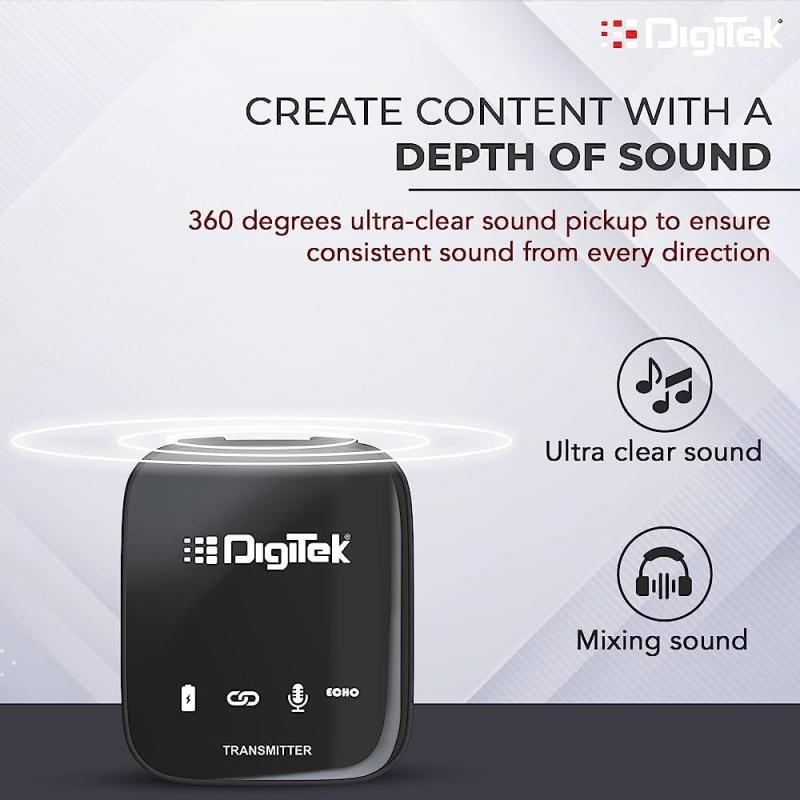 DigiTek®
CREATE CONTENT WITH A
DEPTH OF SOUND
360 degrees ultra-clear sound pickup to ensure
consistent sound from every direction
Ultra clear sound
DigiTek®
Mixing sound
ECHO
TRANSMITTER